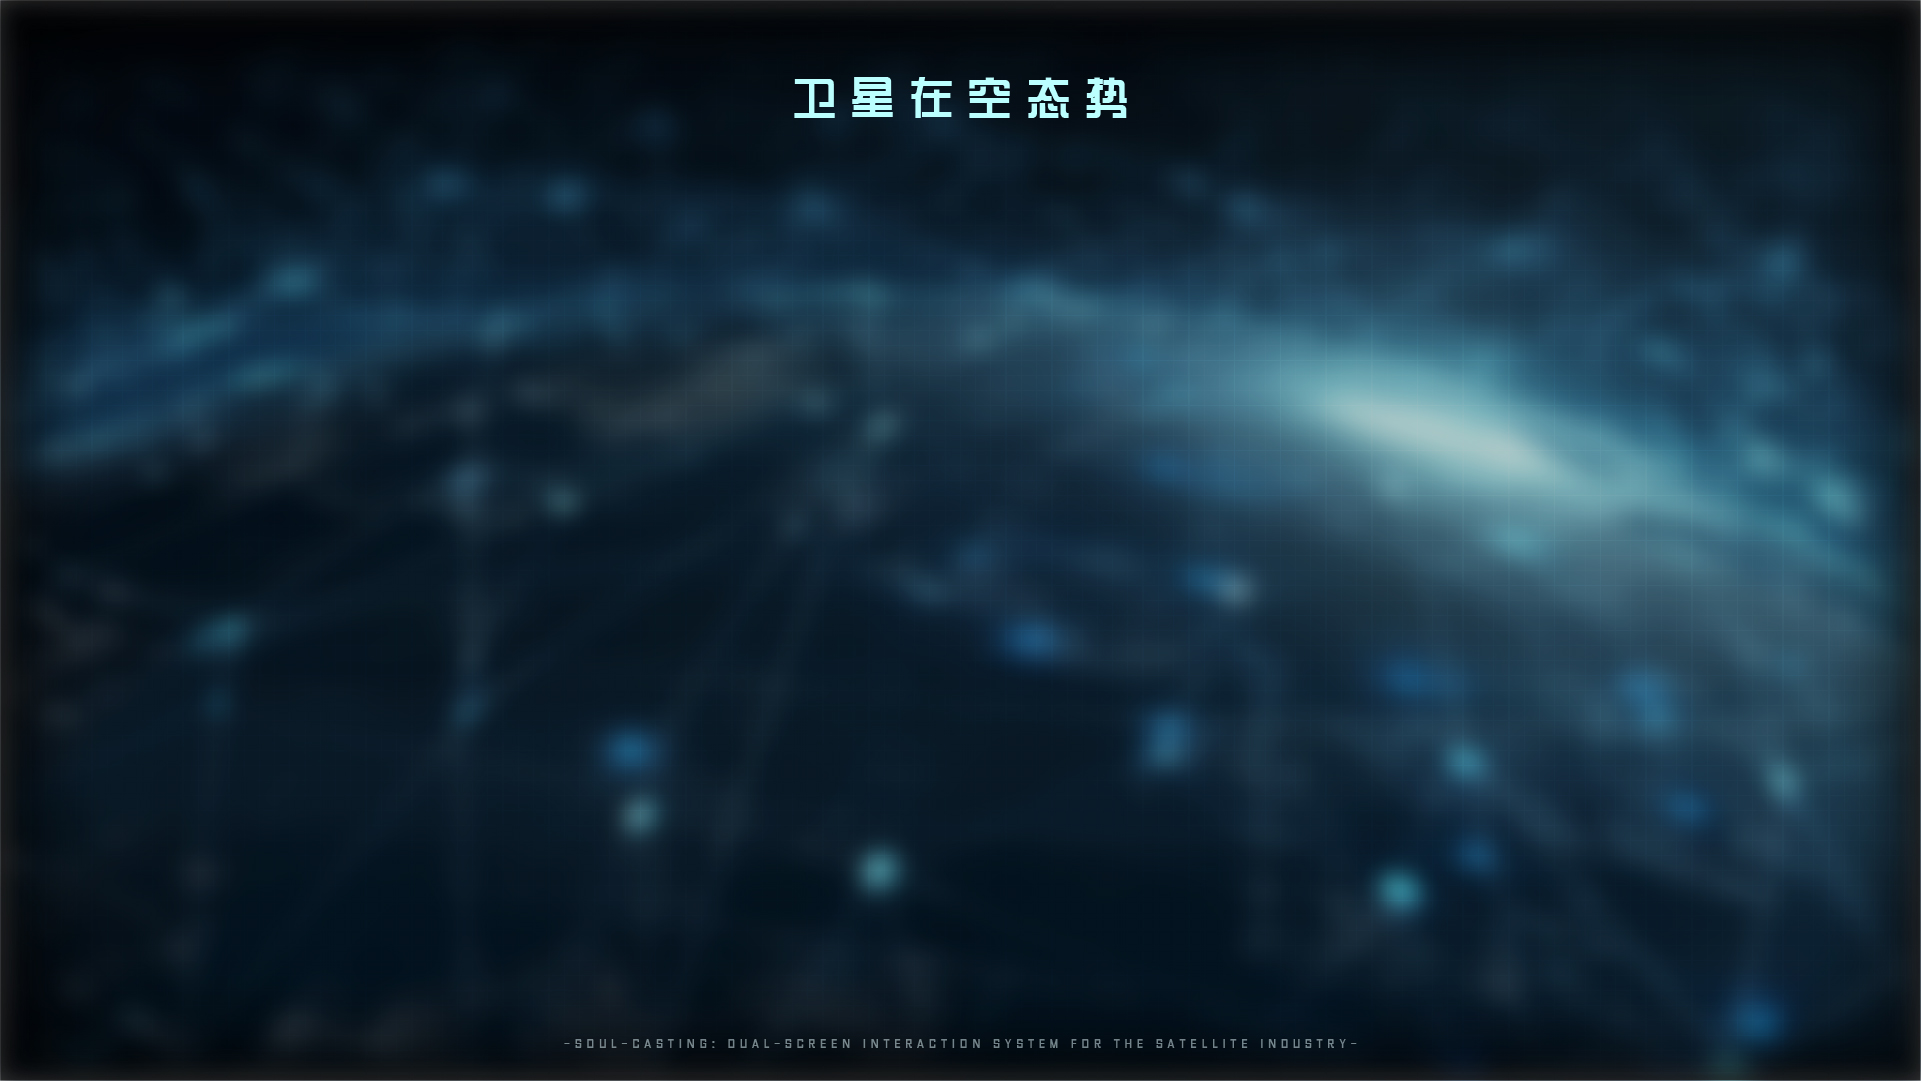 卫星在空态势
-SOUL-CASTING: DUAL-SCREEN INTERACTION SYSTEM FOR THE SATELLITE INDUSTRY-